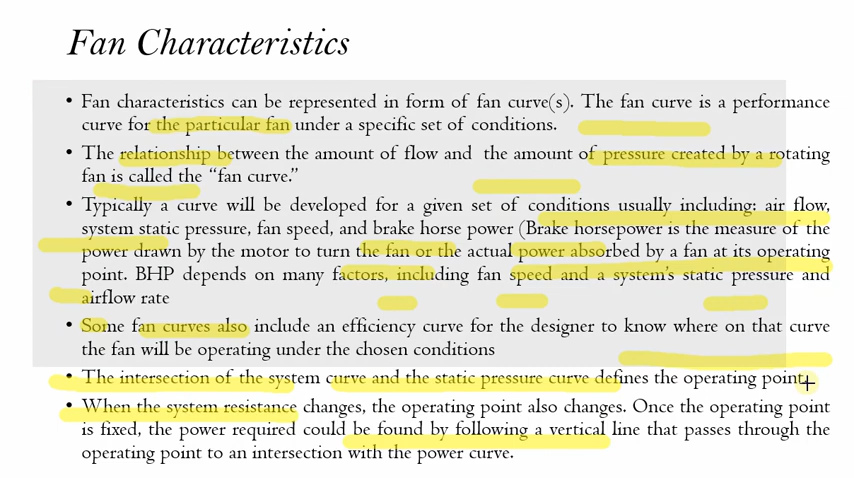 Fan Characteristics
• Fan characteristics can be represented in form of fan curve(s). The fan curve is a performance
curve for the particular fan under a specific set of conditions.
• The relationship between the amount of flow and the amount of pressure created by a rotating
fan is called the “fan curve.”
• Typically a curve will be developed for a given set of conditions usually including: air flow,
system static pressure, fan speed, and brake horse power (Brake horsepower is the measure of the
power drawn by the motor to turn the fan or the actual power absorbed by a fan at its operating
point. BHP depends on many factors, including fan speed and a system’s static pressure and
airflow rate
• Some fan curves also include an efficiency curve for the designer to know where on that curve
the fan will be operating under the chosen conditions
• The intersection of the system curve and the static pressure curve defines the operating point.
• When the system resistance changes, the operating point also changes. Once the operating point
is fixed, the power required could be found by following a vertical line that passes through the
operating point to an intersection with the power curve.